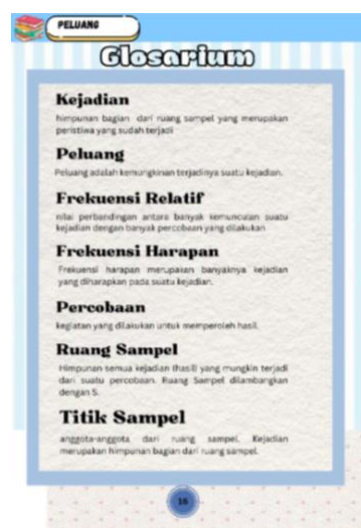 PELUANG
Glosarium
Kejadian
himpunan bagian dari ruang sampel yang merupakan
peristiwa yang sudah terjadi
Peluang
Peluang adalah kemungkinan terjadinya suatu kejadian.
Frekuensi Relatif
nilai perbandingan antara banyak kemunculan suatu
kejadian dengan banyak percobaan yang dilakukan
Frekuensi Harapan
Frekuensi harapan merupakan banyaknya kejadian
yang diharapkan pada suatu kejadian.
Percobaan
kegiatan yang dilakukan untuk memperoleh hasil.
Ruang Sampel
Himpunan semua kejadian (hasil) yang mungkin terjadi
dari suatu percobaan. Ruang Sampel dilambangkan
dengan S.
Titik Sampel
anggota-anggota dari ruang sampel. Kejadian
merupakan himpunan bagian dari ruang sampel.
18